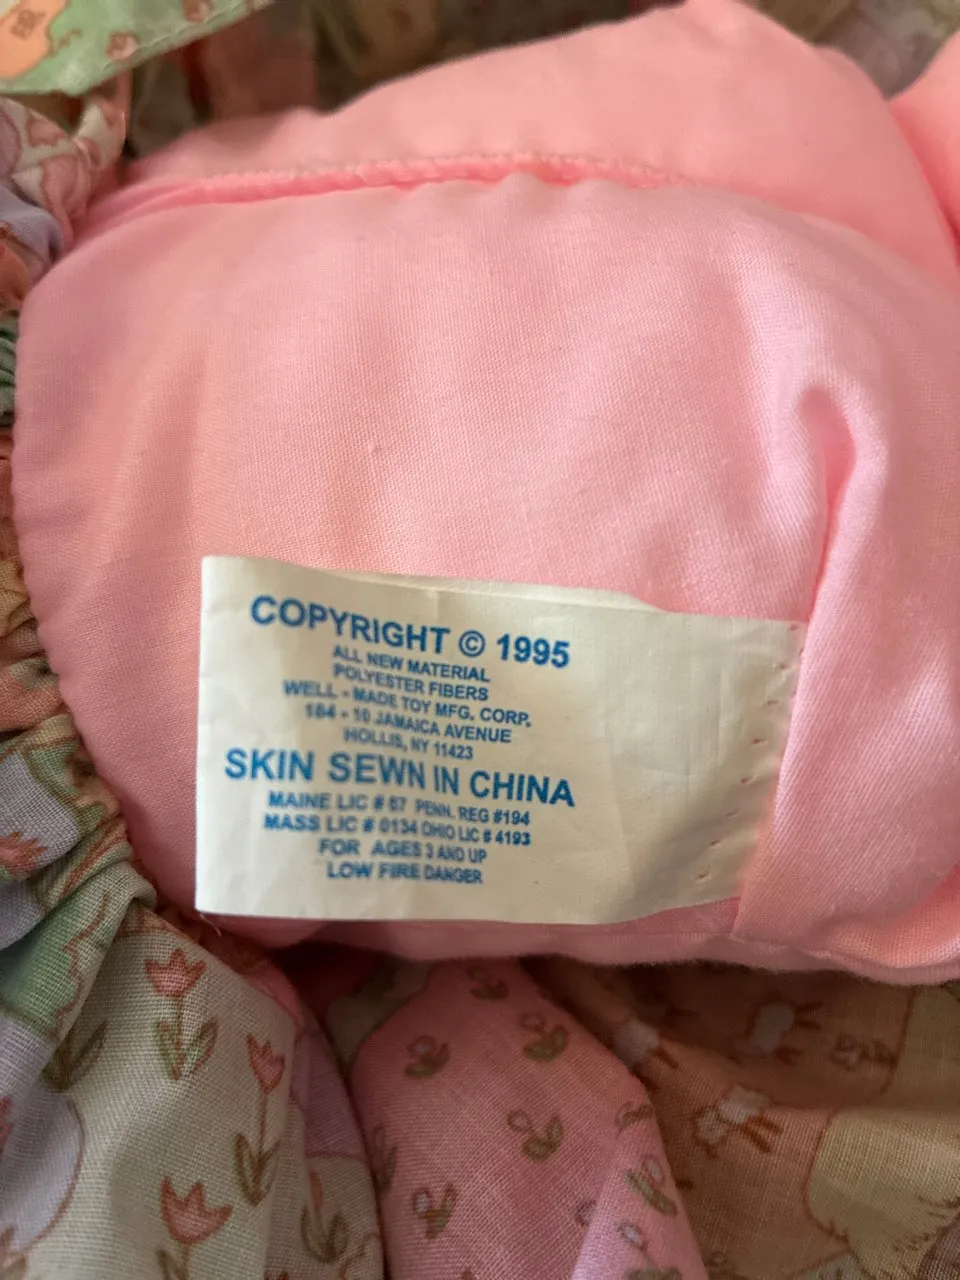 COPYRIGHT © 1995
ALL NEW MATERIAL
POLYESTER FIBERS
WELL - MADE TOY MFG. CORP.
184 - 10 JAMAICA AVENUE
HOLLIS, NY 11423
SKIN SEWN IN CHINA
MAINE LIC # 67 PENN. REG #194
MASS LIC # 0134 OHIO LIC # 4193
FOR AGES 3 AND UP
LOW FIRE DANGER